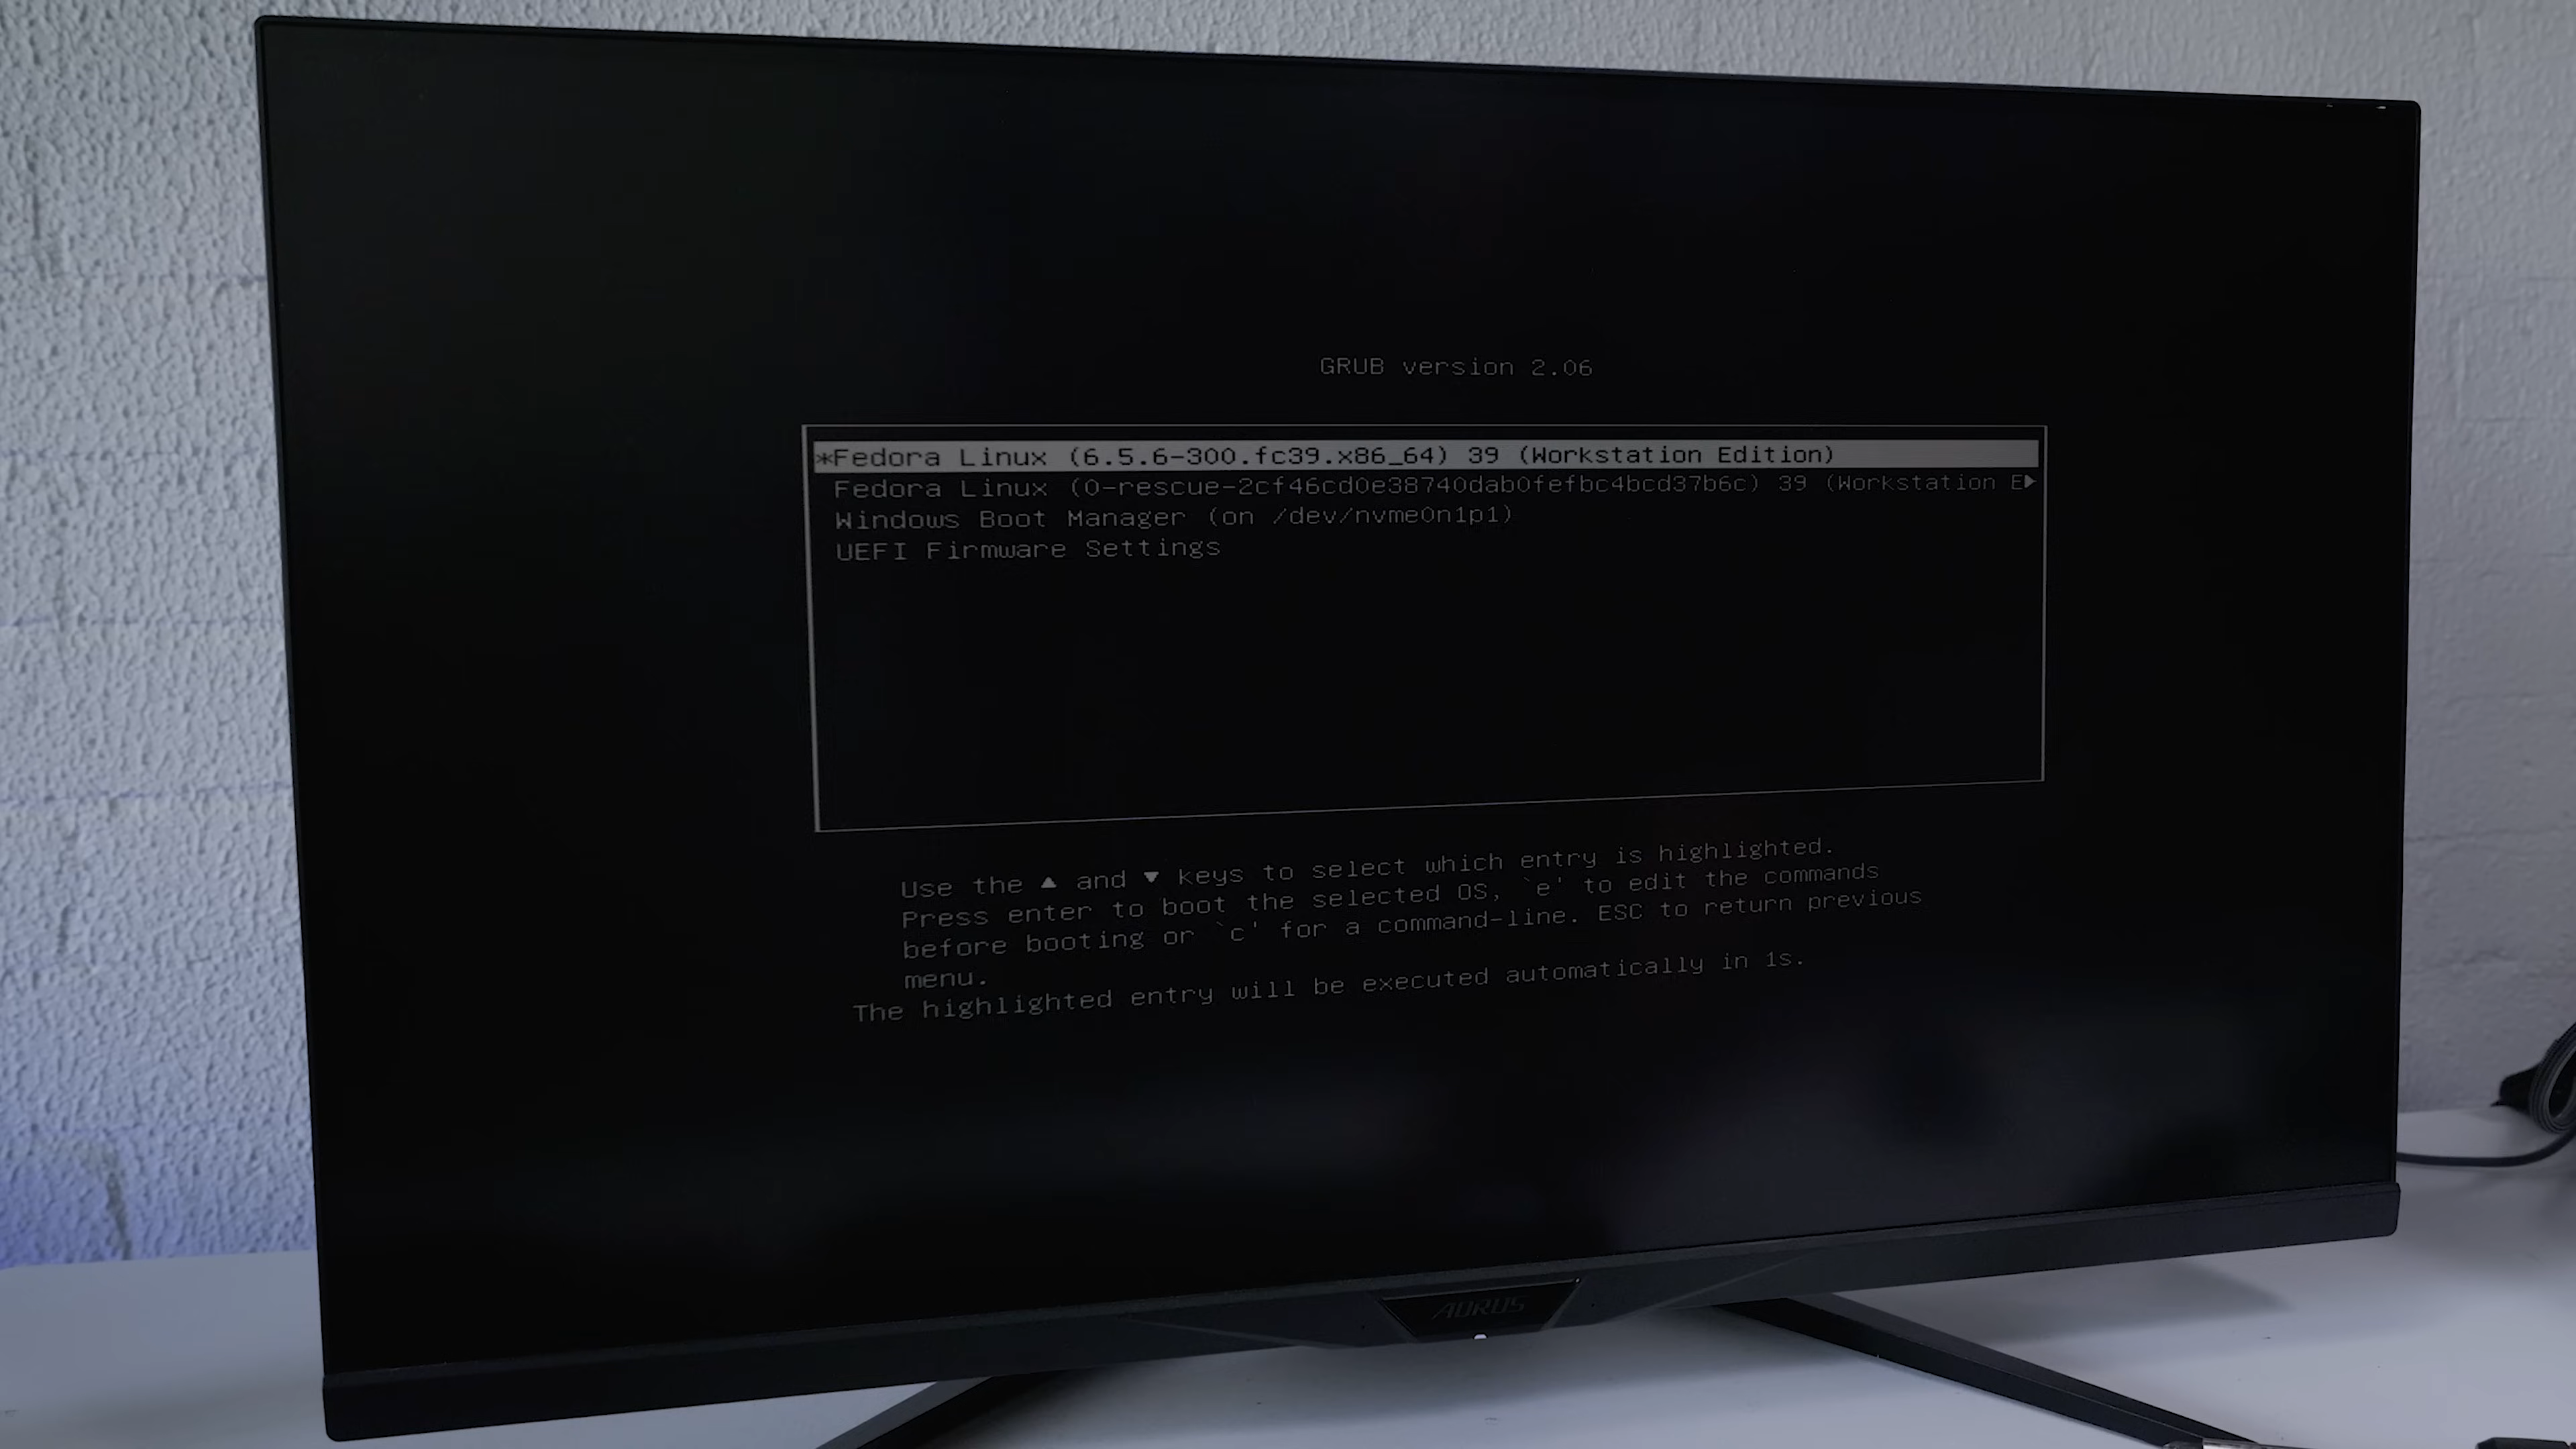 GRUB version 2.06
*Fedora Linux (6.5.6-300.fc39.x86_64) 39 (Workstation Edition)
Fedora Linux (0-rescue-2cf46cd0e38740dab0fefbc4bcd37b6c) 39 (Workstation E▶
Windows Boot Manager (on /dev/nvme0n1p1)
UEFI Firmware Settings
Use the ▲ and ▼ keys to select which entry is highlighted.
Press enter to boot the selected OS, `e' to edit the commands
before booting or `c' for a command-line. ESC to return previous
menu.
The highlighted entry will be executed automatically in 1s.
AORUS